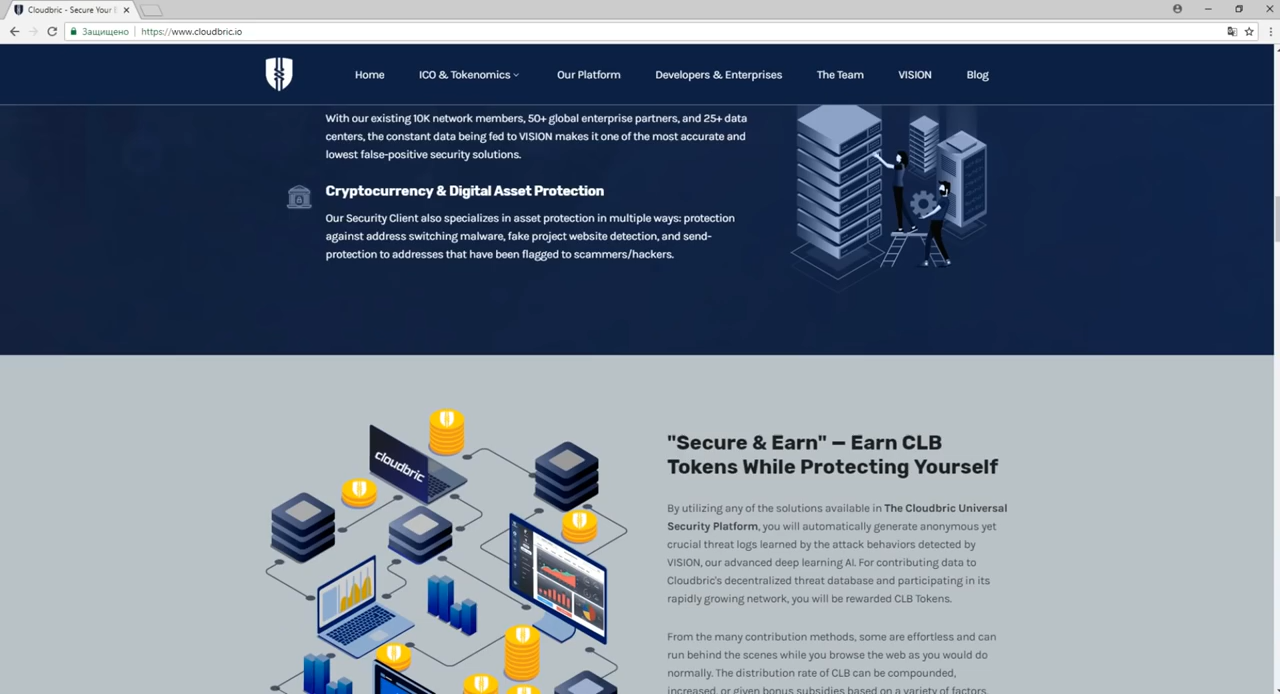 Cloudbric - Secure Your
Защищено
https://www.cloudbric.io
Home
ICO & Tokenomics
Our Platform
Developers & Enterprises
The Team
VISION
Blog
With our existing 10K network members, 50+ global enterprise partners, and 25+ data
centers, the constant data being fed to VISION makes it one of the most accurate and
lowest false-positive security solutions.
Cryptocurrency & Digital Asset Protection
Our Security Client also specializes in asset protection in multiple ways: protection
against address switching malware, fake project website detection, and send-
protection to addresses that have been flagged to scammers/hackers.
cloudbric
"Secure & Earn" — Earn CLB
Tokens While Protecting Yourself
By utilizing any of the solutions available in The Cloudbric Universal
Security Platform, you will automatically generate anonymous yet
crucial threat logs learned by the attack behaviors detected by
VISION, our advanced deep learning AI. For contributing data to
Cloudbric's decentralized threat database and participating in its
rapidly growing network, you will be rewarded CLB Tokens.
From the many contribution methods, some are effortless and can
run behind the scenes while you browse the web as you would do
normally. The distribution rate of CLB can be compounded,
increased, or given bonus subsidies based on a variety of factors